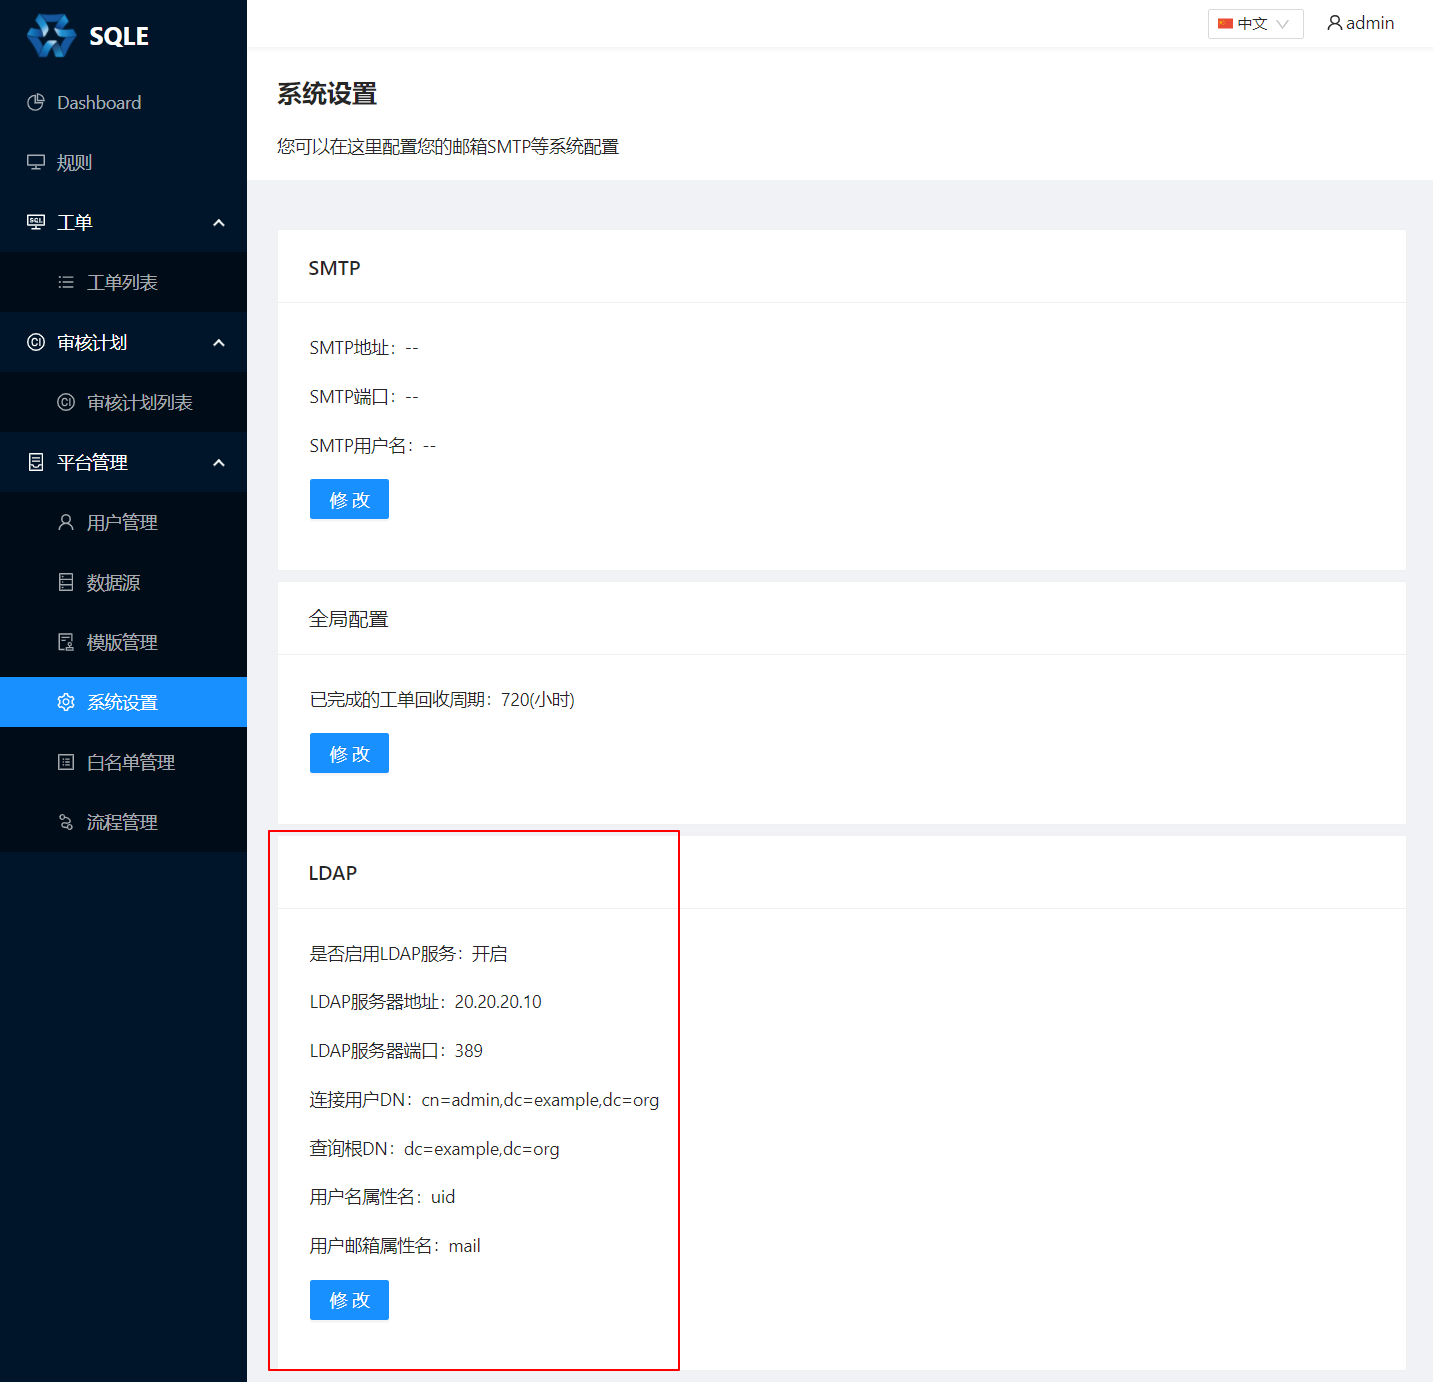 SQLE
中文
admin
Dashboard
规则
工单
工单列表
审核计划
审核计划列表
平台管理
用户管理
数据源
模版管理
系统设置
白名单管理
流程管理
系统设置
您可以在这里配置您的邮箱SMTP等系统配置
SMTP
SMTP地址：--
SMTP端口：--
SMTP用户名：--
修 改
全局配置
已完成的工单回收周期：720(小时)
修 改
LDAP
是否启用LDAP服务：开启
LDAP服务器地址：20.20.20.10
LDAP服务器端口：389
连接用户DN：cn=admin,dc=example,dc=org
查询根DN：dc=example,dc=org
用户名属性名：uid
用户邮箱属性名：mail
修 改